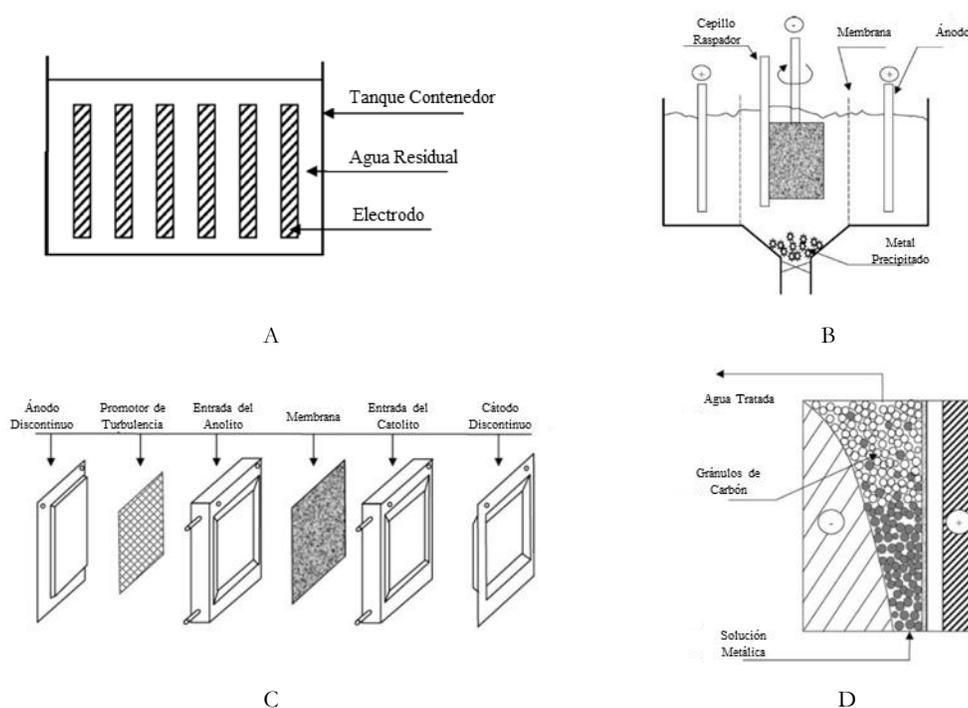 Tanque Contenedor
Agua Residual
Electrodo
A
Cepillo
Raspador
-
Membrana
Ánodo
+
+
Metal
Precipitado
B
Ánodo
Discontinuo
Promotor de
Turbulencia
Entrada del
Anolito
Membrana
Entrada del
Catolito
Cátodo
Discontinuo
C
Agua Tratada
Gránulos de
Carbón
-
+
Solución
Metálica
D